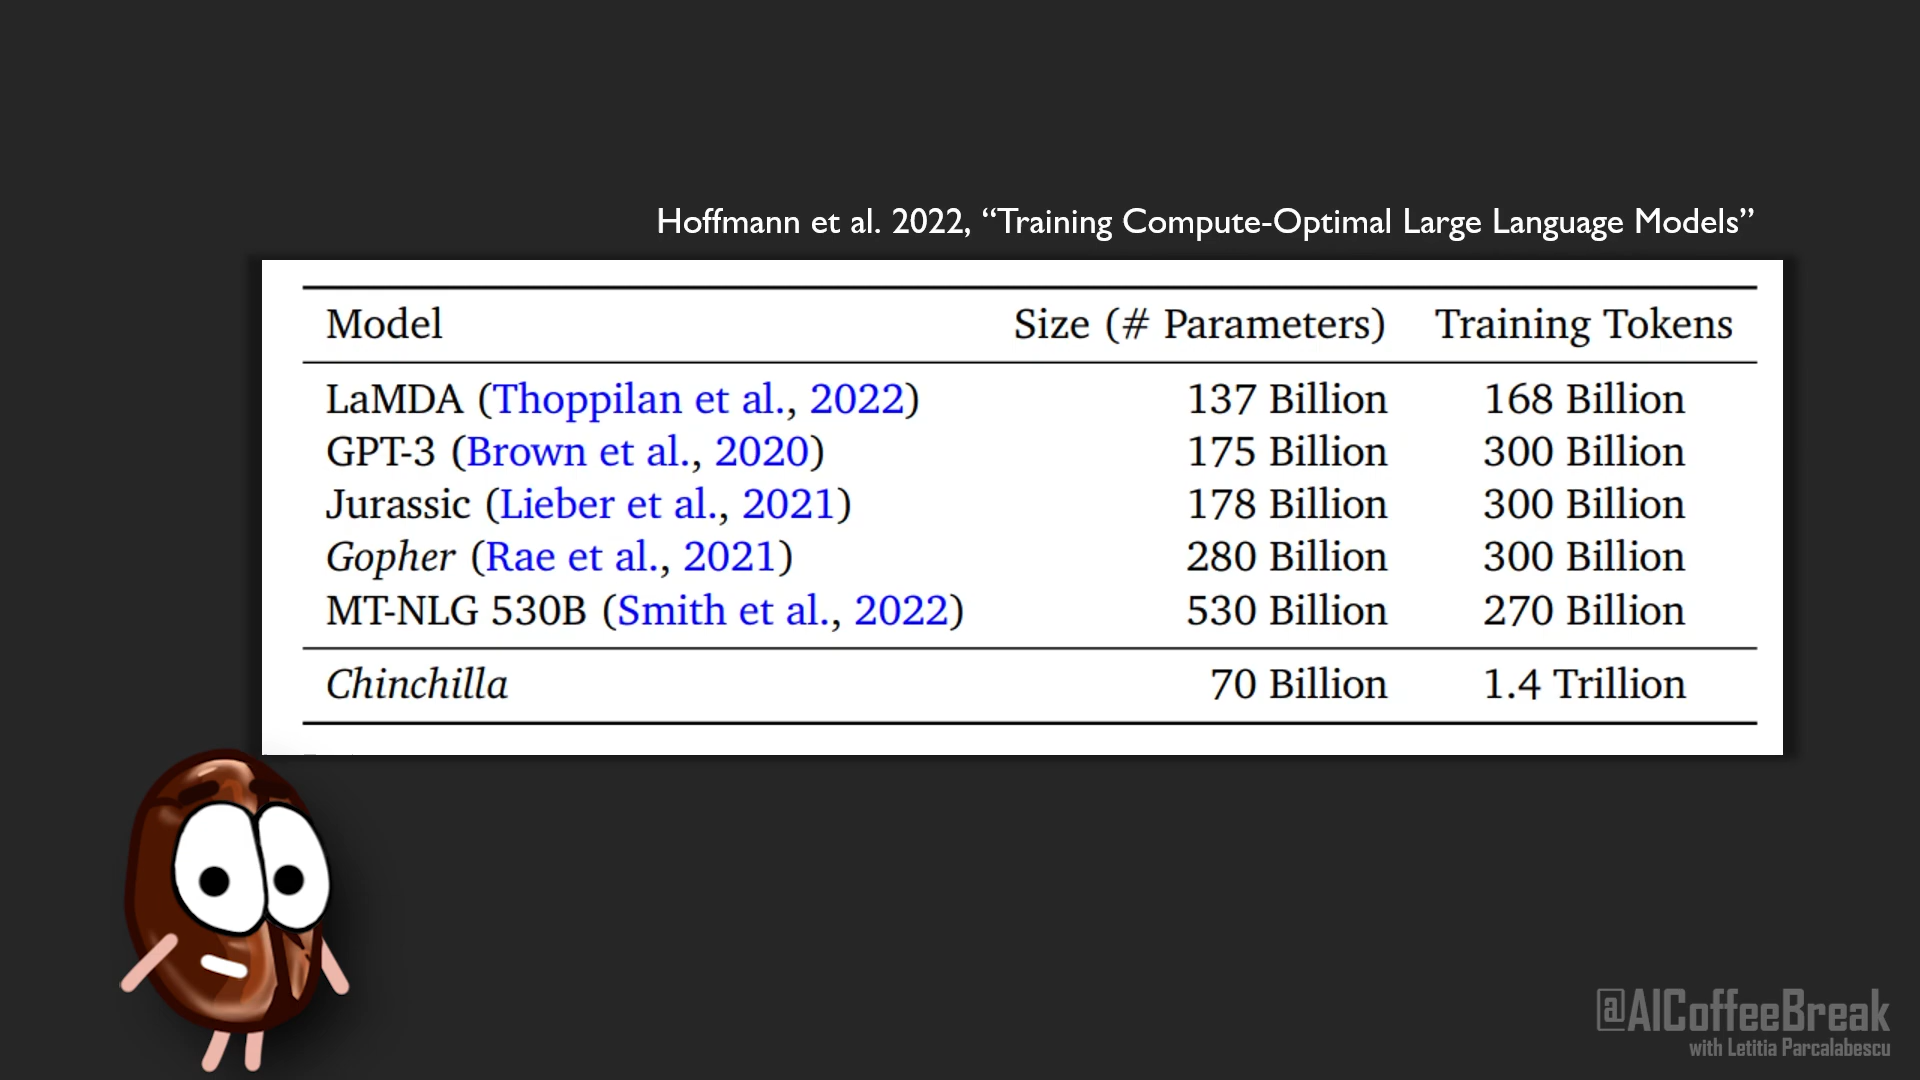 Hoffmann et al. 2022, “Training Compute-Optimal Large Language Models”
Model Size (# Parameters) Training Tokens
LaMDA (Thoppilan et al., 2022) 137 Billion 168 Billion
GPT-3 (Brown et al., 2020) 175 Billion 300 Billion
Jurassic (Lieber et al., 2021) 178 Billion 300 Billion
Gopher (Rae et al., 2021) 280 Billion 300 Billion
MT-NLG 530B (Smith et al., 2022) 530 Billion 270 Billion
Chinchilla 70 Billion 1.4 Trillion
@AICoffeeBreak
with Letitia Parcalabescu